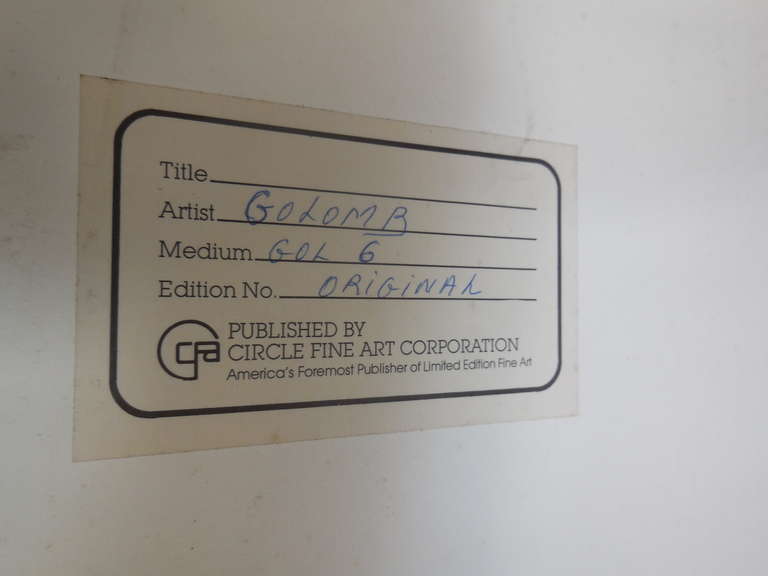 Title
Artist GOLOMB
Medium GOL 6
Edition No. ORIGINAL
cfa
PUBLISHED BY
CIRCLE FINE ART CORPORATION
America's Foremost Publisher of Limited Edition Fine Art